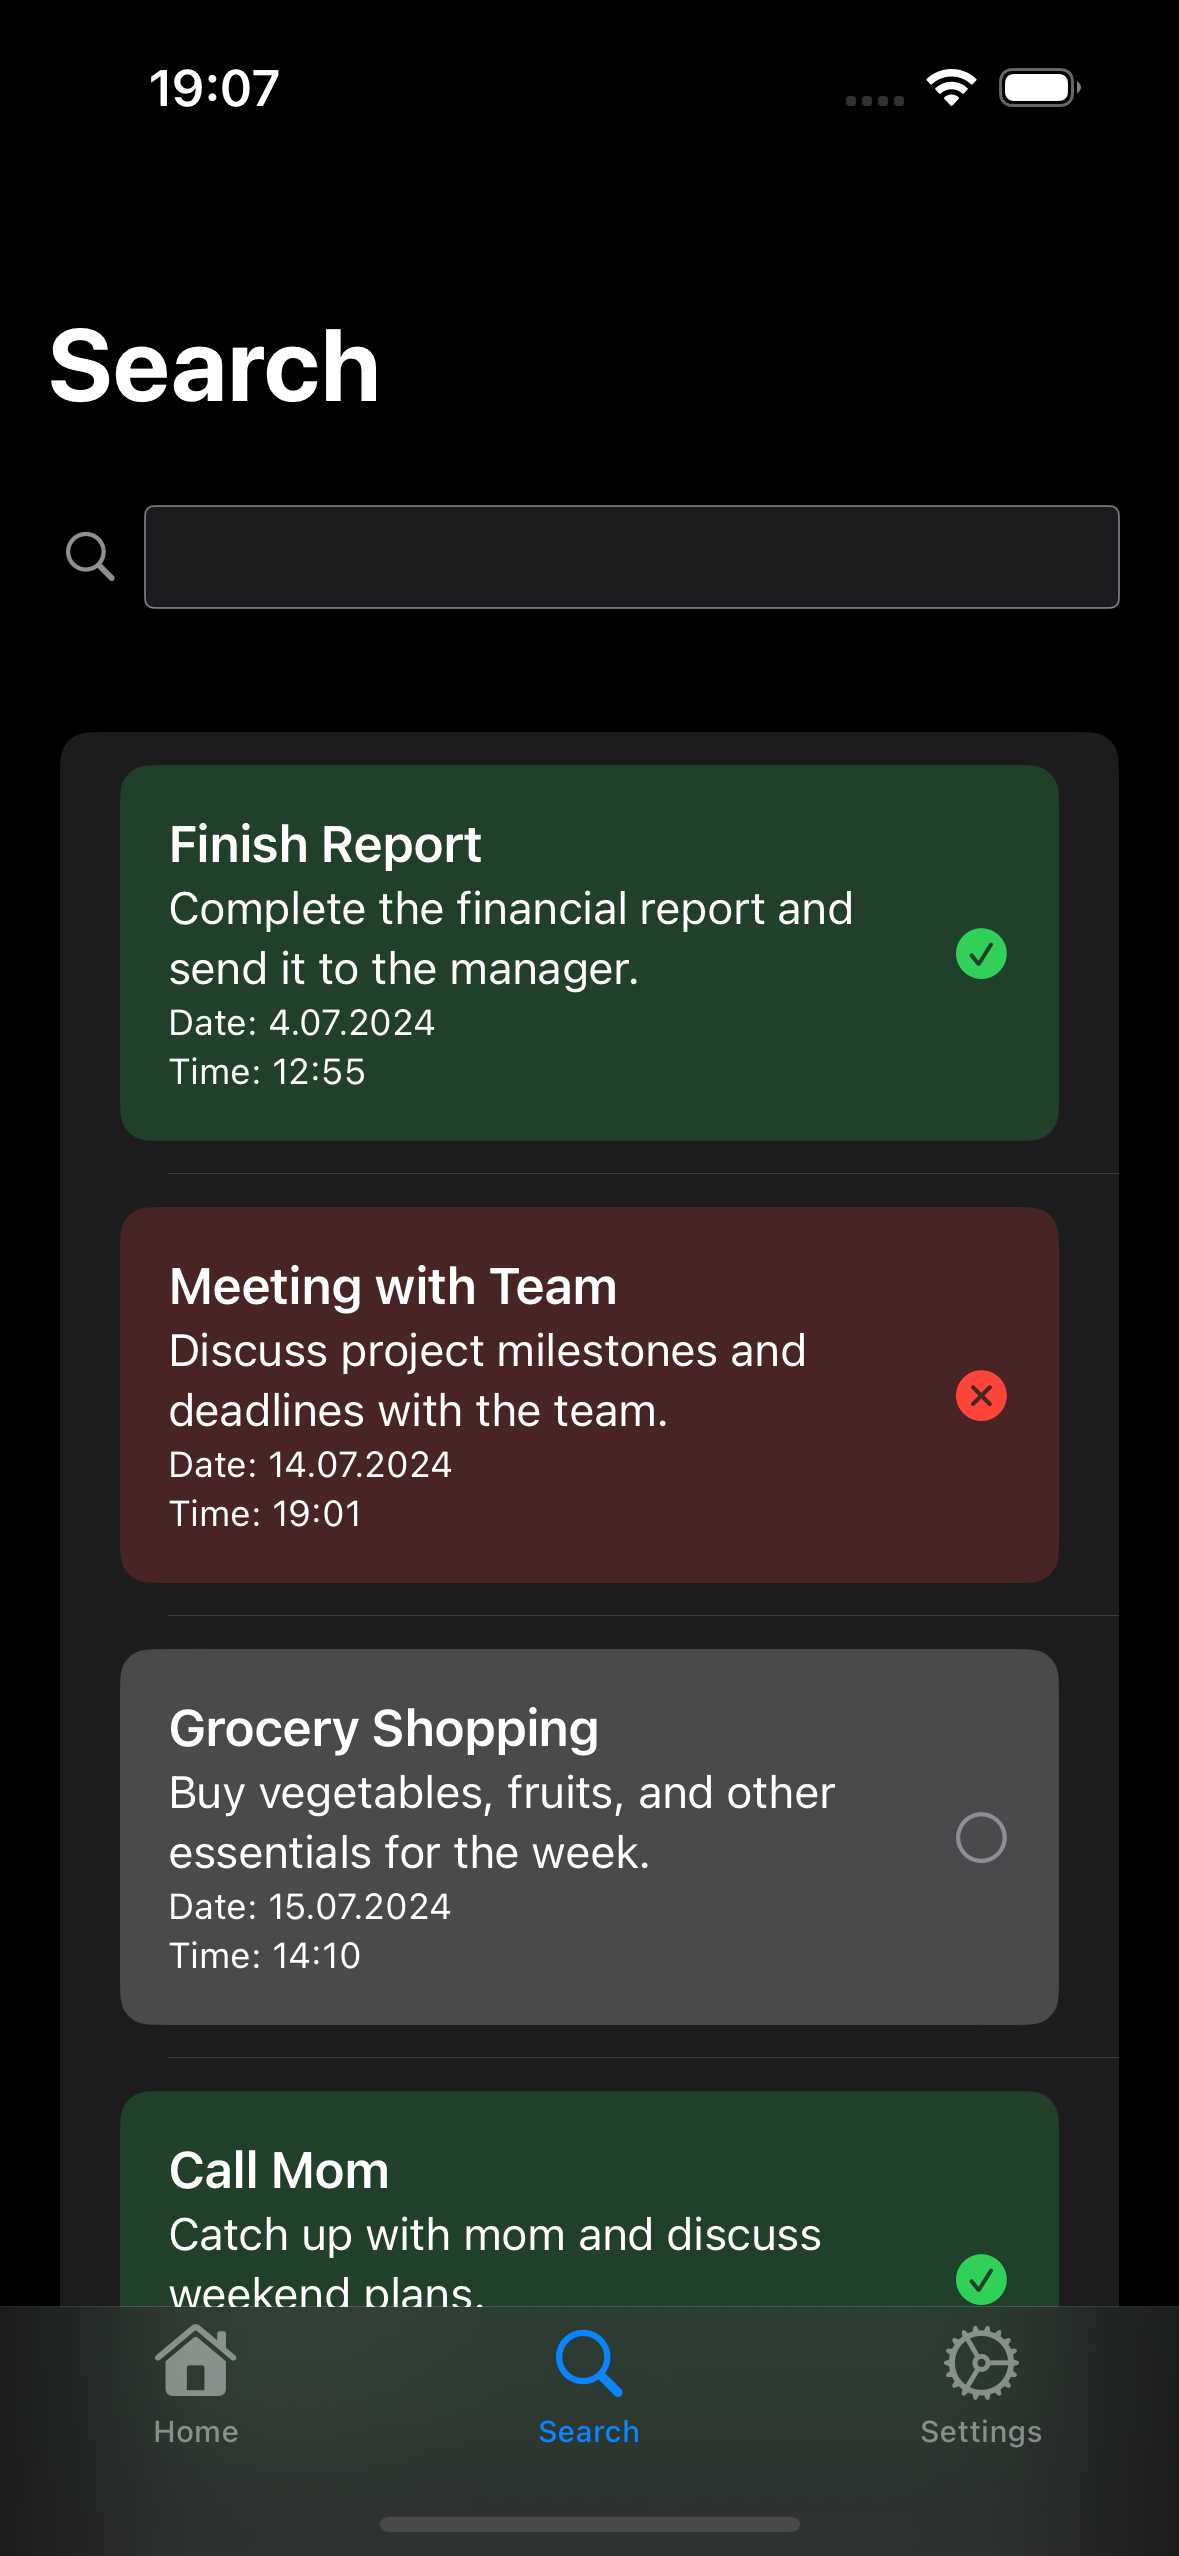 19:07
Search
Finish Report
Complete the financial report and
send it to the manager.
Date: 4.07.2024
Time: 12:55
Meeting with Team
Discuss project milestones and
deadlines with the team.
Date: 14.07.2024
Time: 19:01
Grocery Shopping
Buy vegetables, fruits, and other
essentials for the week.
Date: 15.07.2024
Time: 14:10
Call Mom
Catch up with mom and discuss
weekend plans.
Home
Search
Settings